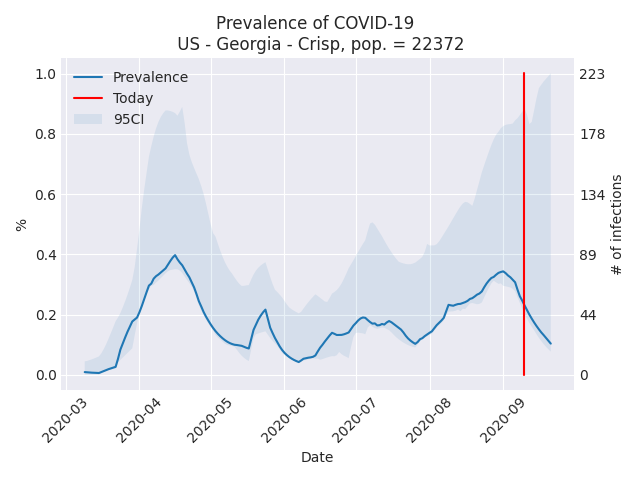 Prevalence of COVID-19
US - Georgia - Crisp, pop. = 22372
Prevalence
Today
95CI
1.0
0.8
0.6
0.4
0.2
0.0
%
223
178
134
89
44
0
# of infections
2020-03
2020-04
2020-05
2020-06
2020-07
2020-08
2020-09
Date